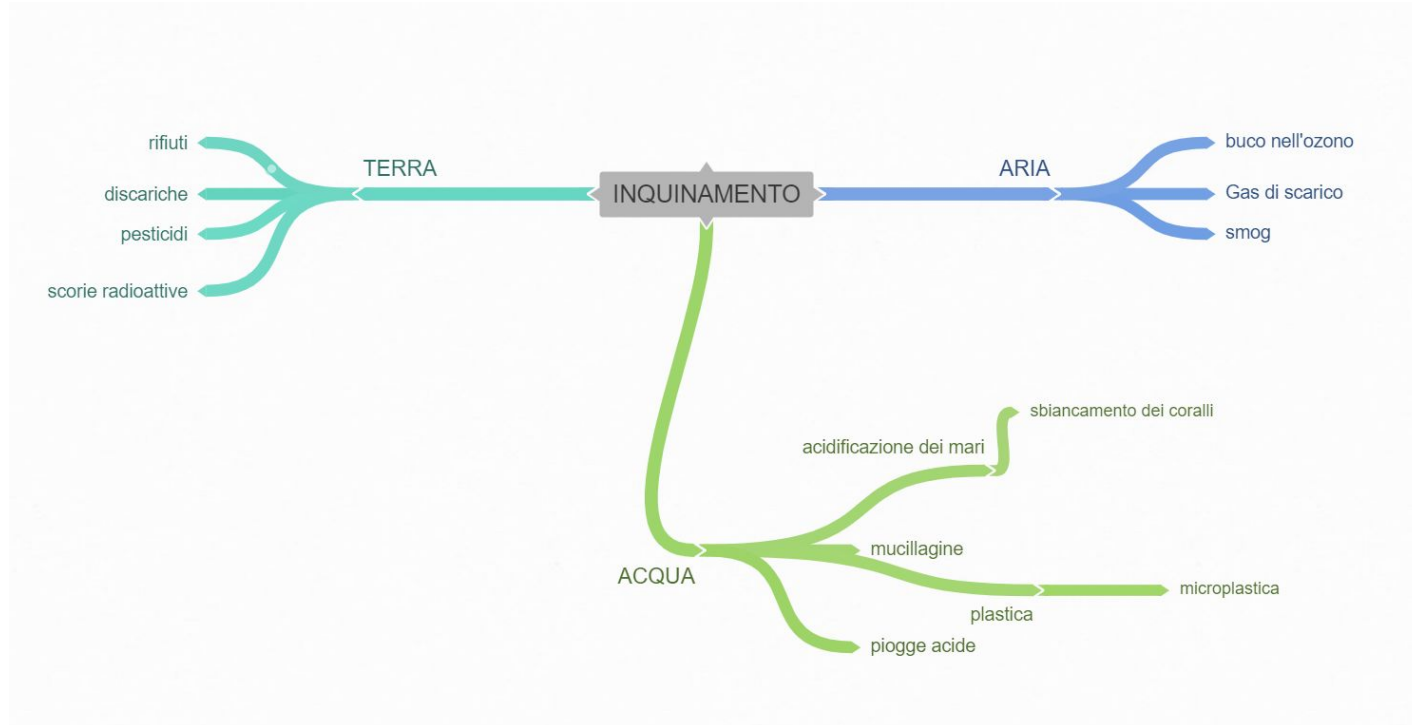 INQUINAMENTO
TERRA
rifiuti
discariche
pesticidi
scorie radioattive
ARIA
buco nell'ozono
Gas di scarico
smog
ACQUA
acidificazione dei mari
sbiancamento dei coralli
mucillagine
plastica
microplastica
piogge acide